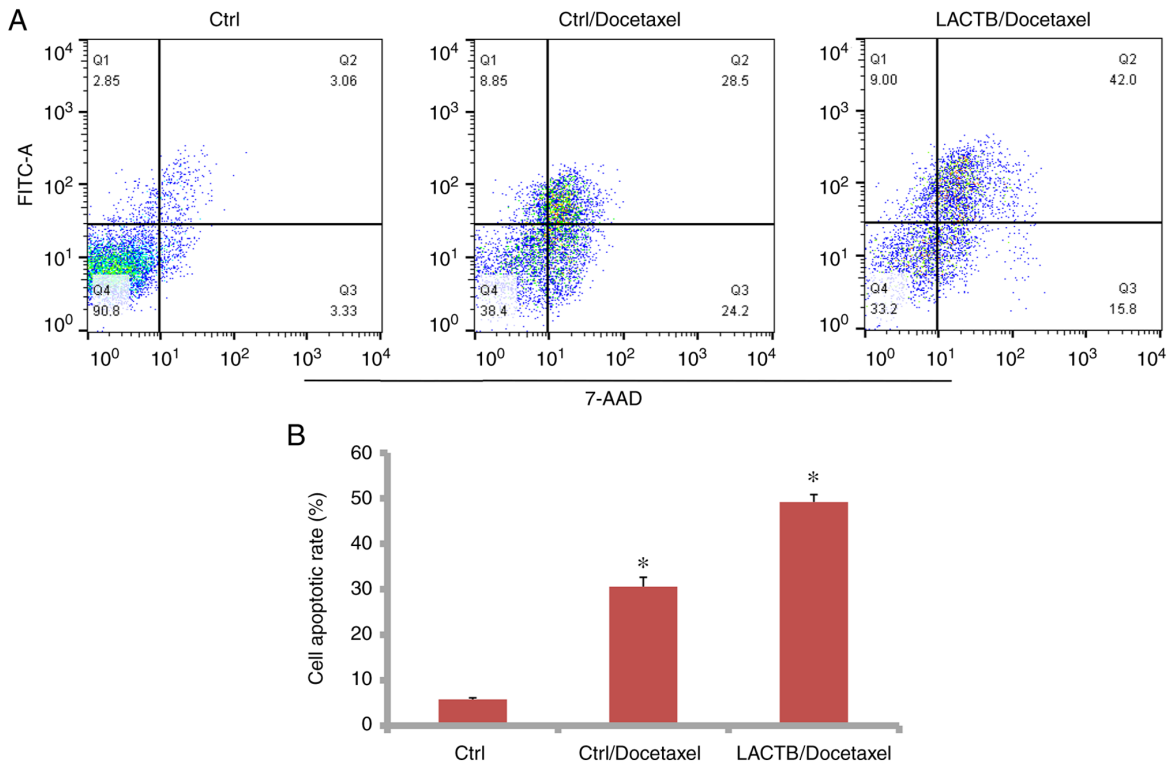 A
Ctrl
Ctrl/Docetaxel
LACTB/Docetaxel
FITC-A
10⁴
10³
10²
10¹
10⁰
Q1
2.85
Q2
3.06
Q4
90.8
Q3
3.33
10⁰ 10¹ 10² 10³ 10⁴
10⁴
10³
10²
10¹
10⁰
Q1
8.85
Q2
28.5
Q4
38.4
Q3
24.2
10⁰ 10¹ 10² 10³ 10⁴
10⁴
10³
10²
10¹
10⁰
Q1
9.00
Q2
42.0
Q4
33.2
Q3
15.8
10⁰ 10¹ 10² 10³ 10⁴
7-AAD
B
Cell apoptotic rate (%)
60
50
40
30
20
10
0
*
*
Ctrl
Ctrl/Docetaxel
LACTB/Docetaxel